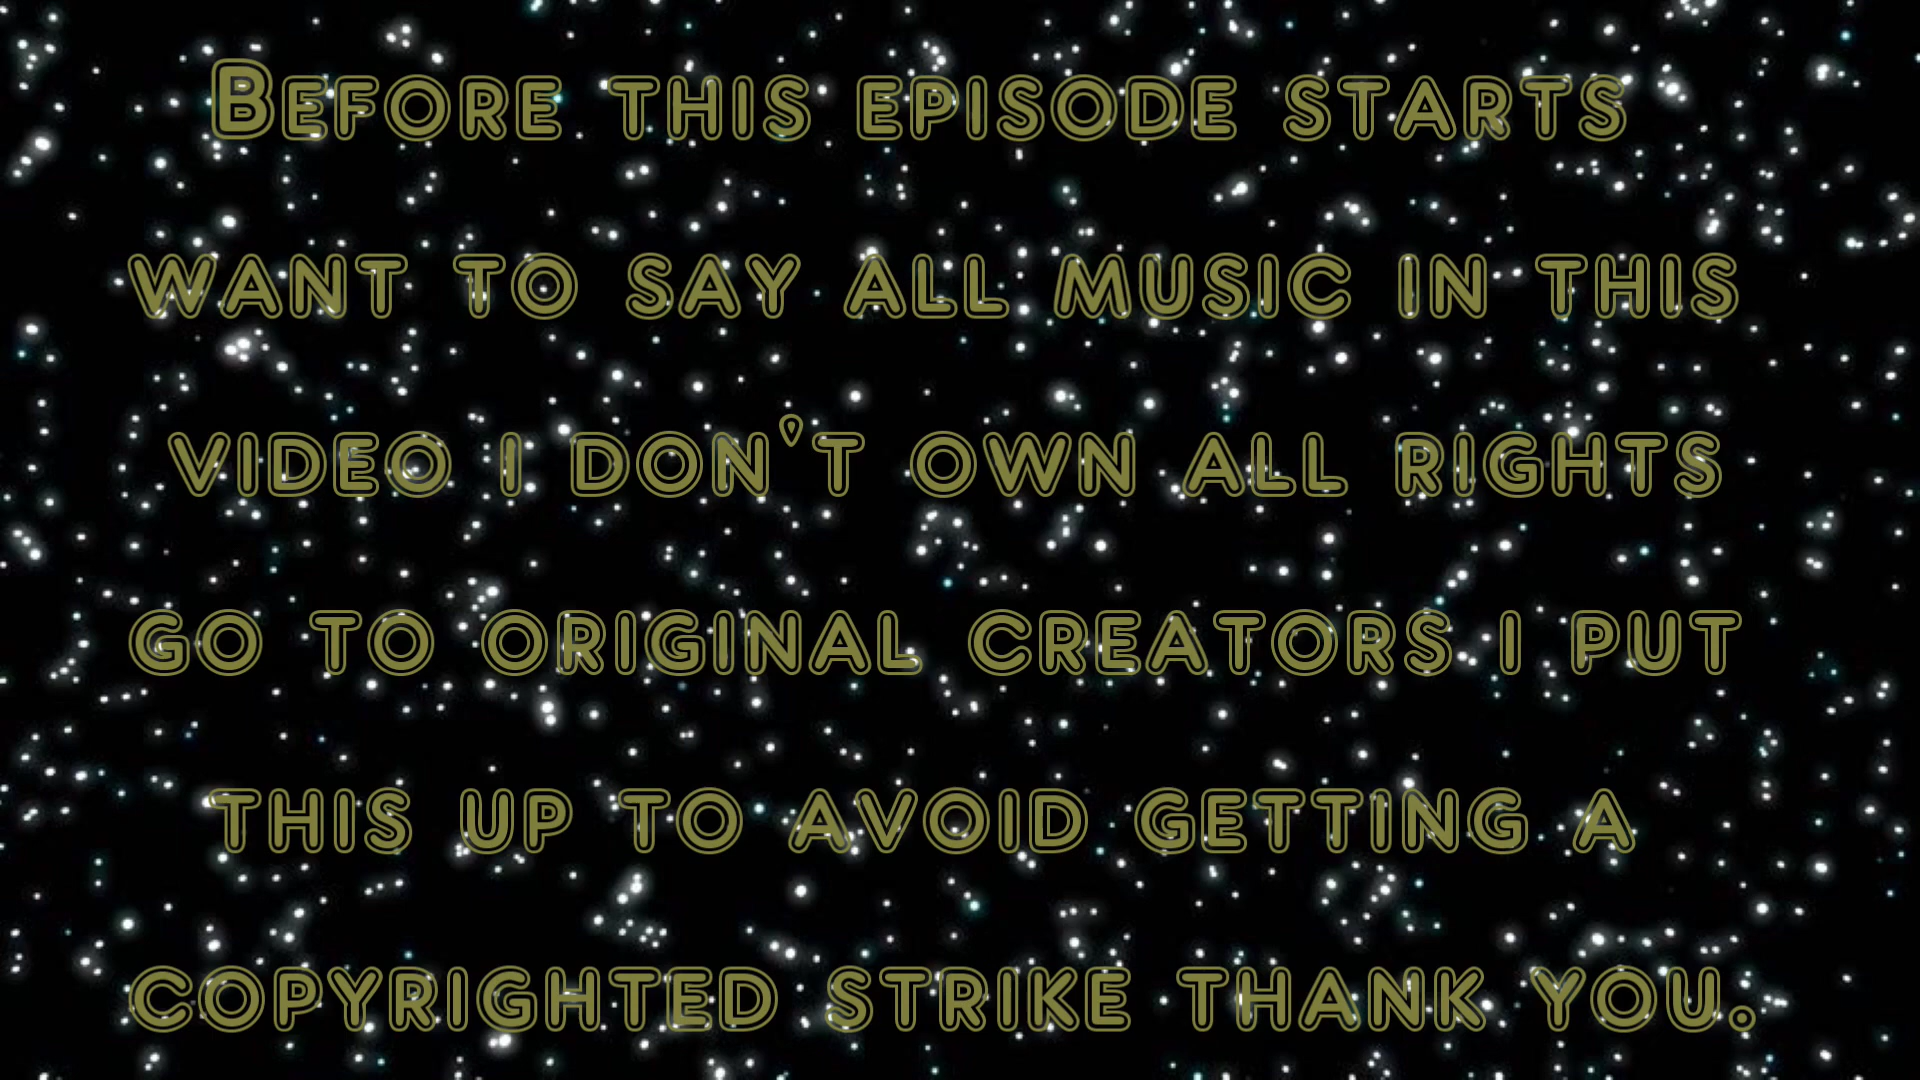 Before this episode starts
want to say all music in this
video i don't own all rights
go to original creators i put
this up to avoid getting a
copyrighted strike thank you.